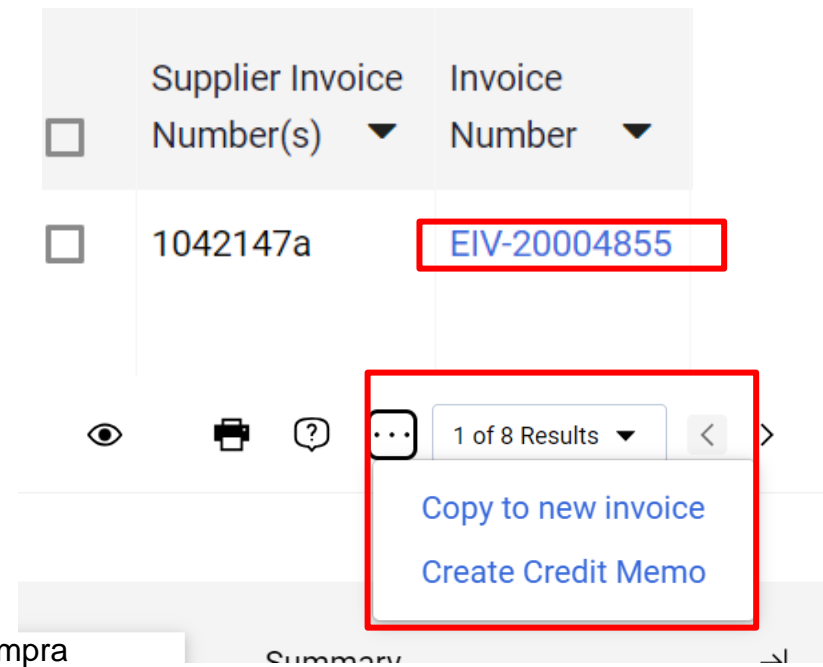 Supplier Invoice Number(s)
Invoice Number
1042147a
EIV-20004855
1 of 8 Results
Copy to new invoice
Create Credit Memo
mpra
Summary